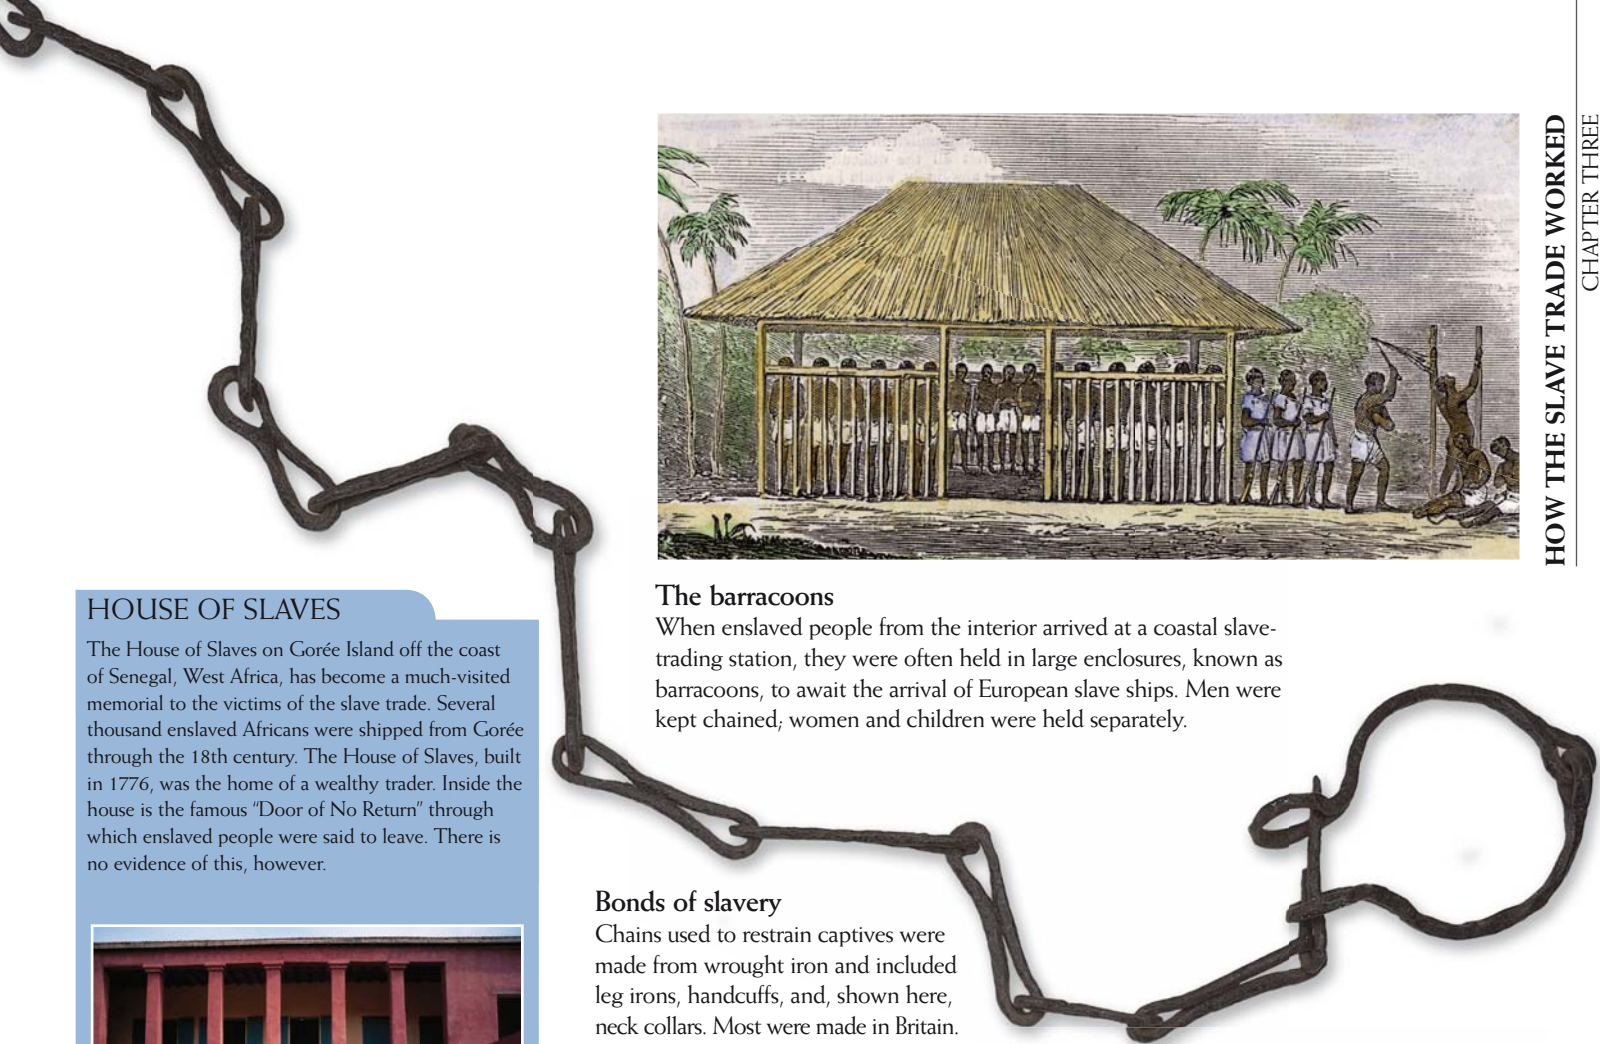 HOW THE SLAVE TRADE WORKED
CHAPTER THREE
The barracoons
When enslaved people from the interior arrived at a coastal slave-
trading station, they were often held in large enclosures, known as
barracoons, to await the arrival of European slave ships. Men were
kept chained; women and children were held separately.
HOUSE OF SLAVES
The House of Slaves on Gorée Island off the coast
of Senegal, West Africa, has become a much-visited
memorial to the victims of the slave trade. Several
thousand enslaved Africans were shipped from Gorée
through the 18th century. The House of Slaves, built
in 1776, was the home of a wealthy trader. Inside the
house is the famous “Door of No Return” through
which enslaved people were said to leave. There is
no evidence of this, however.
Bonds of slavery
Chains used to restrain captives were
made from wrought iron and included
leg irons, handcuffs, and, shown here,
neck collars. Most were made in Britain.